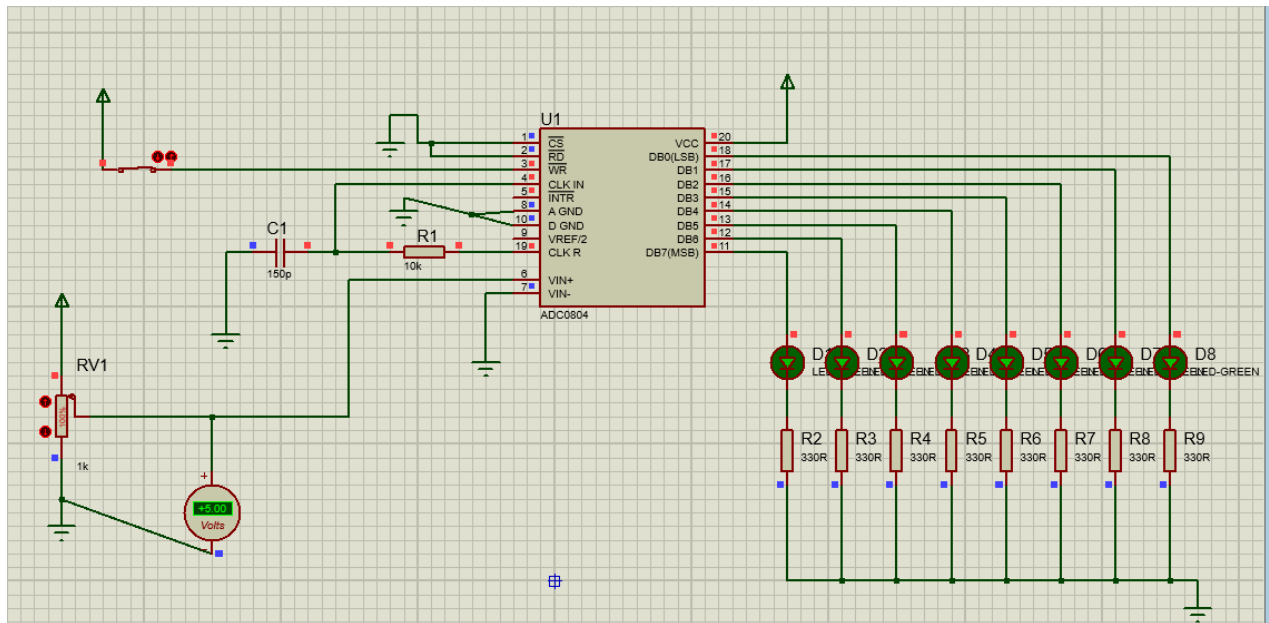 U1
1 CS VCC 20
2 RD DB0(LSB) 18
3 WR DB1 17
4 CLK IN DB2 16
5 INTR DB3 15
8 A GND DB4 14
10 D GND DB5 13
9 VREF/2 DB6 12
19 CLK R DB7(MSB) 11
6 VIN+
7 VIN-
ADC0804
C1
150p
R1
10k
RV1
100%
1k
+
+5.00
Volts
-
D8
LED-GREEN
R2 R3 R4 R5 R6 R7 R8 R9
330R 330R 330R 330R 330R 330R 330R 330R